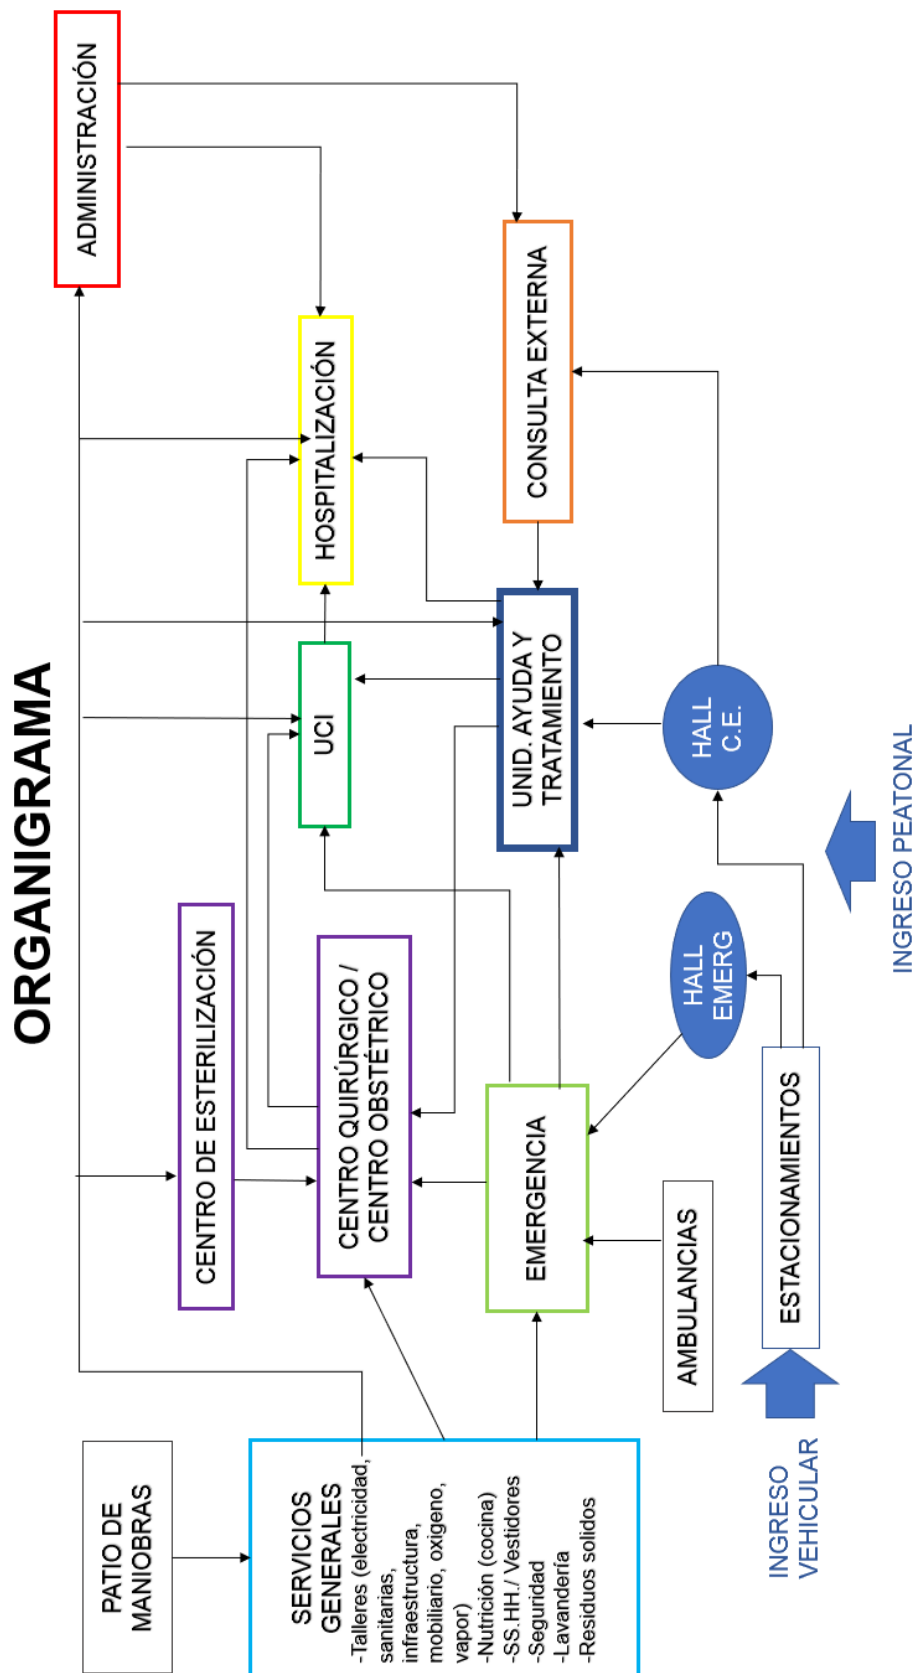 ORGANIGRAMA
PATIO DE
MANIOBRAS
ADMINISTRACIÓN
CENTRO DE ESTERILIZACIÓN
SERVICIOS
GENERALES
-Talleres (electricidad,
sanitarias,
infraestructura,
mobiliario, oxigeno,
vapor)
-Nutrición (cocina)
-SS.HH./ Vestidores
-Seguridad
-Lavandería
-Residuos solidos
CENTRO QUIRÚRGICO /
CENTRO OBSTÉTRICO
UCI
HOSPITALIZACIÓN
EMERGENCIA
UNID. AYUDA Y
TRATAMIENTO
CONSULTA EXTERNA
AMBULANCIAS
HALL
EMERG
HALL
C.E.
ESTACIONAMIENTOS
INGRESO
VEHICULAR
INGRESO PEATONAL